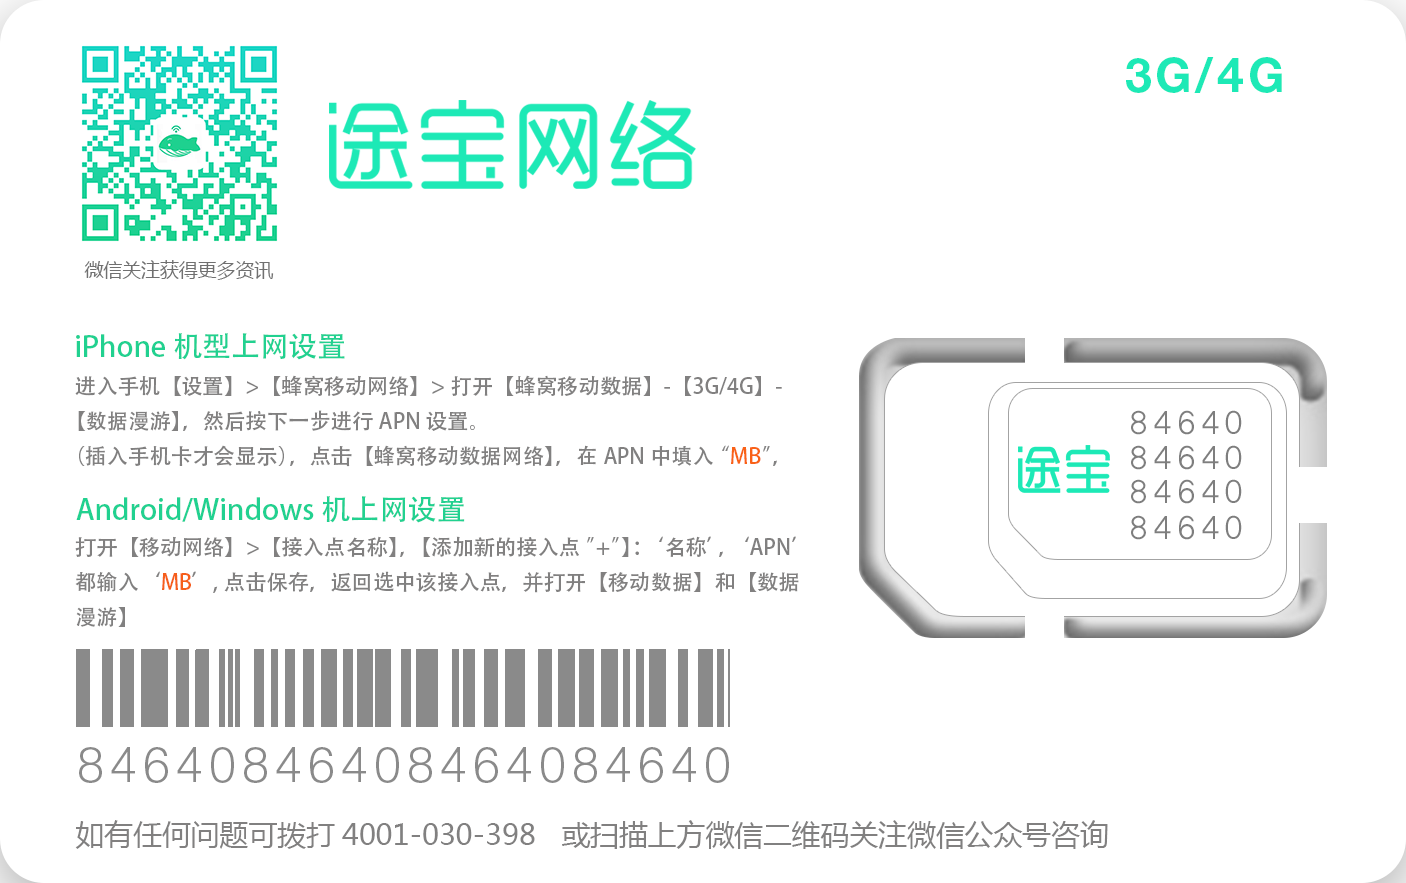 途宝网络
3G/4G
微信关注获得更多资讯
iPhone 机型上网设置
进入手机【设置】>【蜂窝移动网络】> 打开【蜂窝移动数据】-【3G/4G】-
【数据漫游】，然后按下一步进行 APN 设置。
(插入手机卡才会显示)，点击【蜂窝移动数据网络】，在 APN 中填入 “MB”，
Android/Windows 机上网设置
打开【移动网络】>【接入点名称】，【添加新的接入点 ”+”】：‘名称’，‘APN’
都输入 ‘MB’ , 点击保存，返回选中该接入点，并打开【移动数据】和【数据
漫游】
途宝
84640
84640
84640
84640
84640846408464084640
如有任何问题可拨打 4001-030-398 或扫描上方微信二维码关注微信公众号咨询